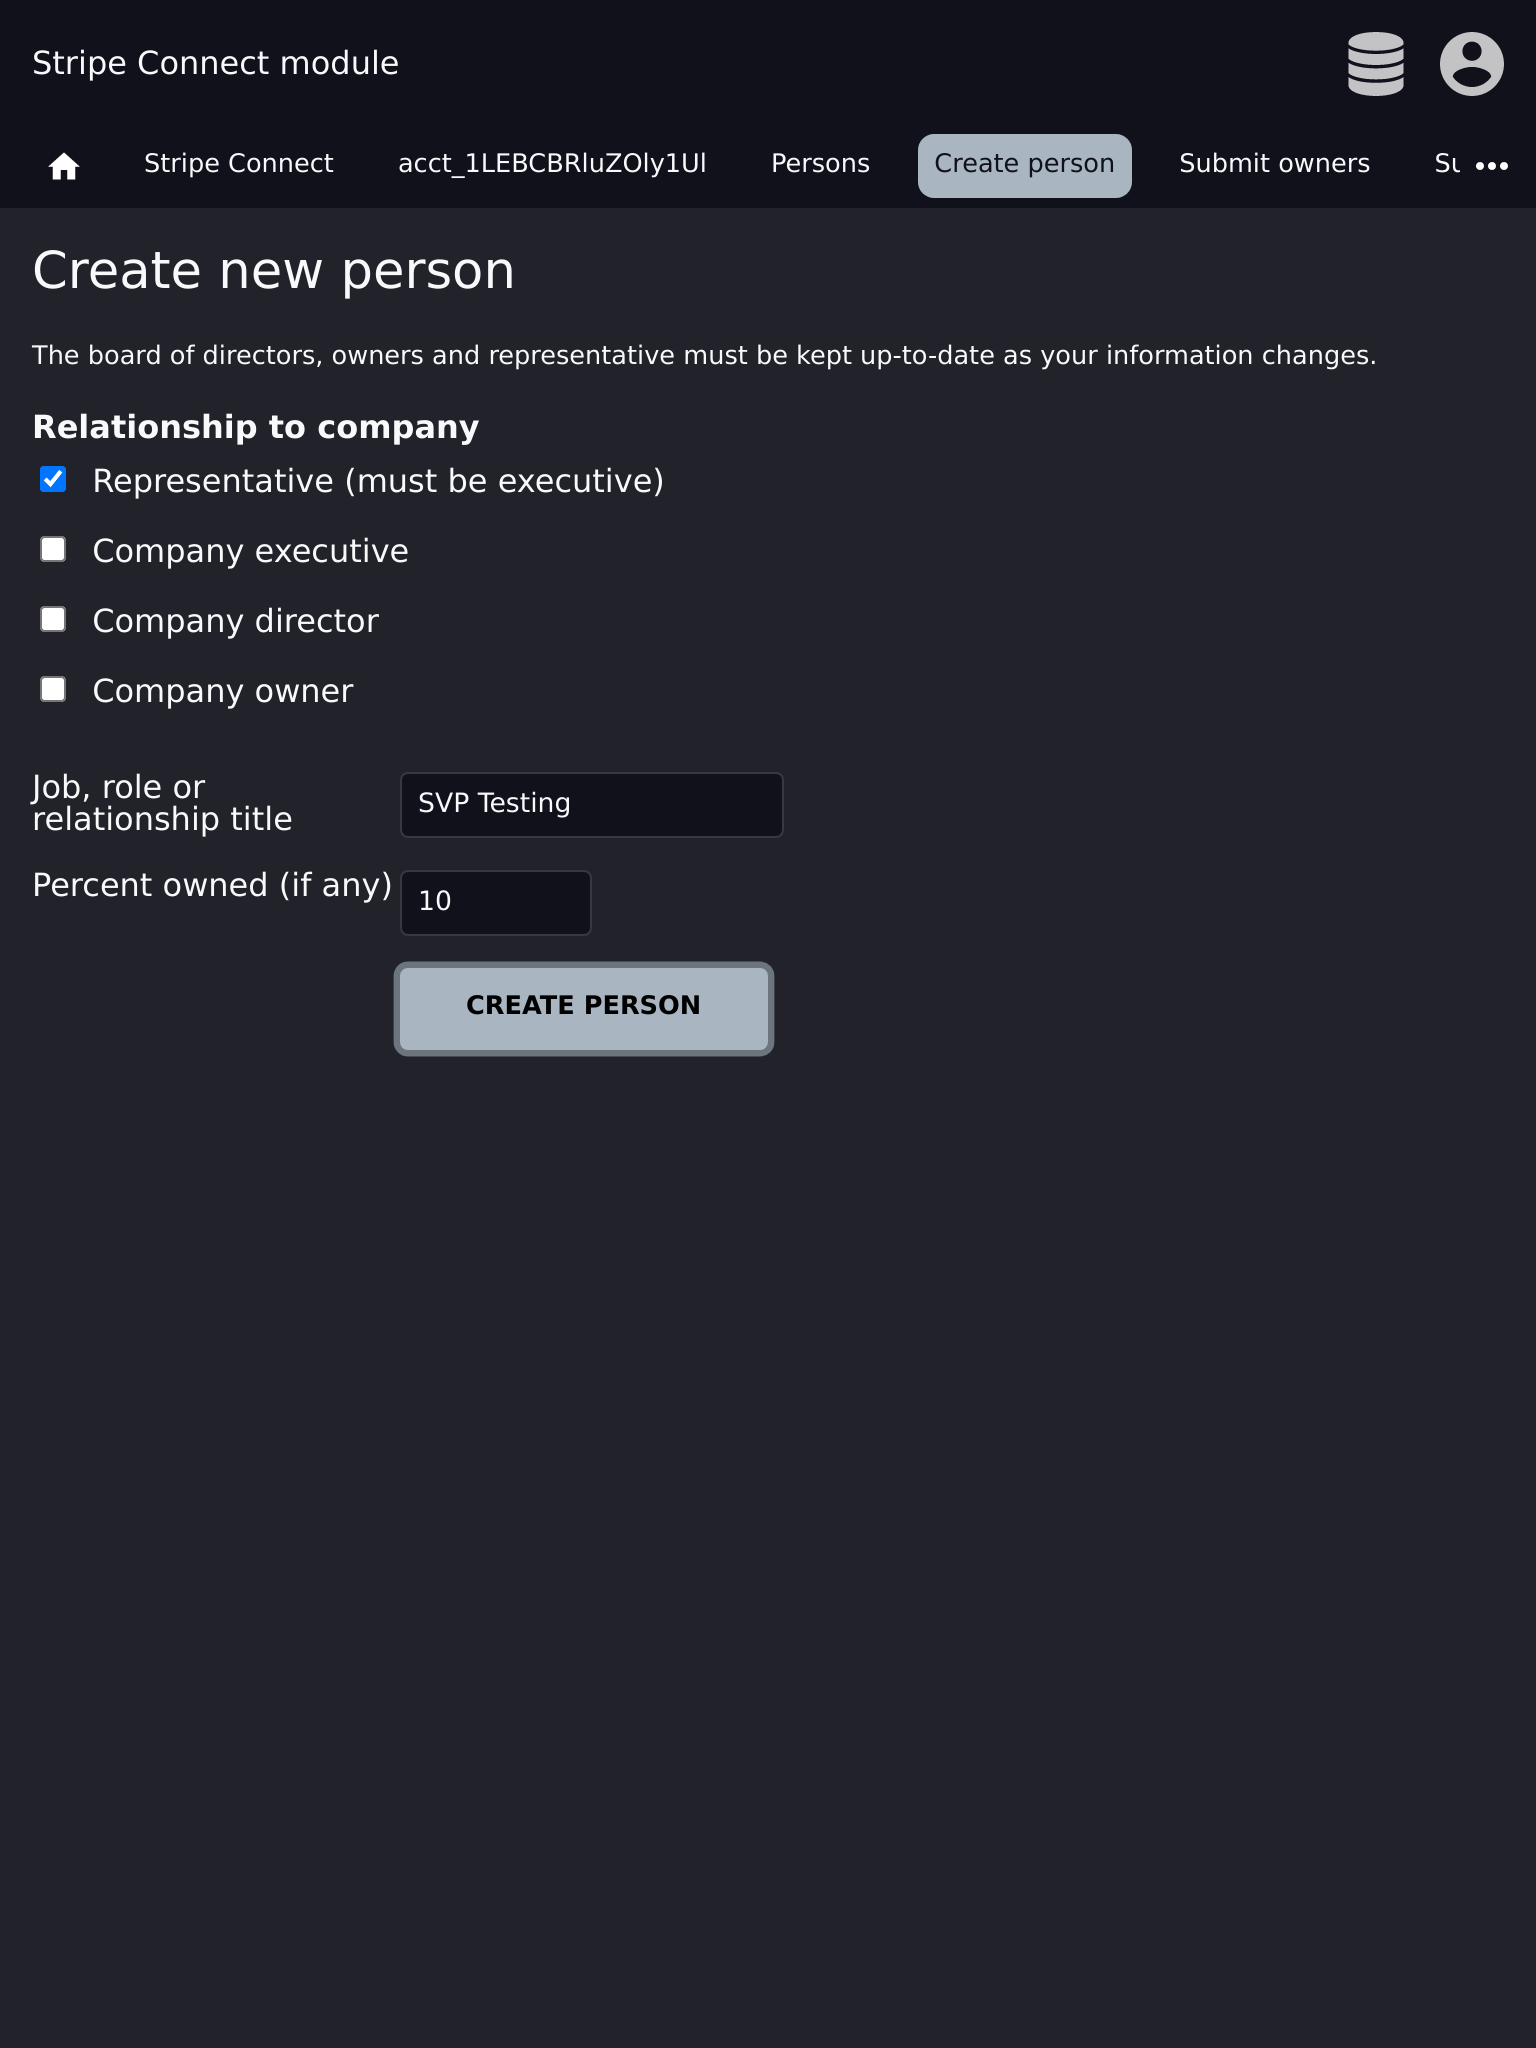 Stripe Connect module
Stripe Connect acct_1LEBCBRluZOly1Ul Persons Create person Submit owners Su
Create new person
The board of directors, owners and representative must be kept up-to-date as your information changes.
Relationship to company
Representative (must be executive)
Company executive
Company director
Company owner
Job, role or
relationship title
SVP Testing
Percent owned (if any) 10
CREATE PERSON